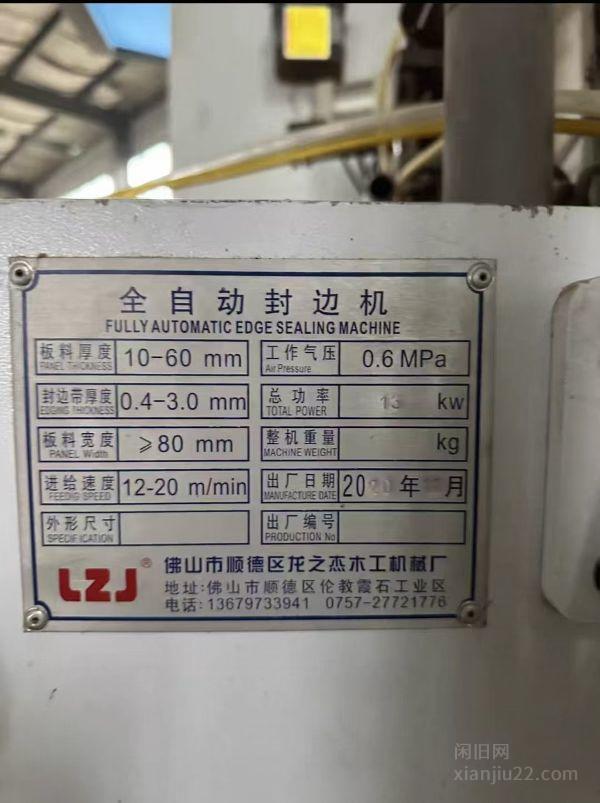 全自动封边机
FULLY AUTOMATIC EDGE SEALING MACHINE
板料厚度 10-60 mm 工作气压 0.6 MPa
PANEL THICKNESS Air Pressure
封边带厚度 0.4-3.0 mm 总功率 13 kw
EDGING THICKNESS TOTAL POWER
板料宽度 ≥80 mm 整机重量 kg
PANEL Width MACHINE WEIGHT
进给速度 12-20 m/min 出厂日期 20 年 月
FEEDIG SPEED MANUFACTURE DATE
外形尺寸 出厂编号
SPECIFICATION PRODUCTION No
LZJ® 佛山市顺德区龙之杰木工机械厂
地址:佛山市顺德区伦教霞石工业区
电话:13679733941 0757-27721776
闲旧网
xianjiu22.com